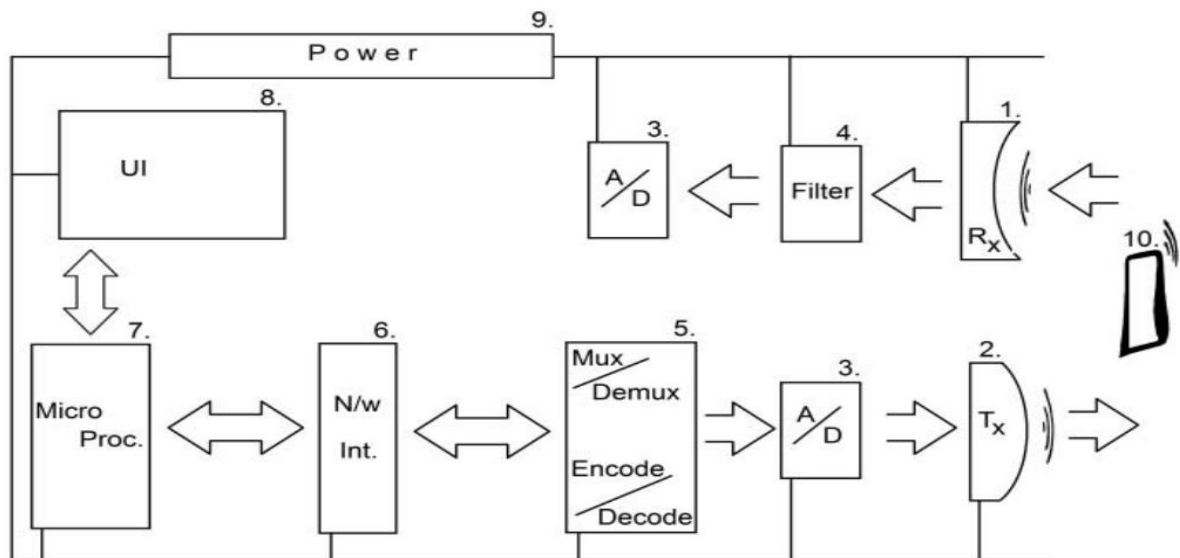 9.
Power
8.
UI
3.
A/D
4.
Filter
1.
Rx
10.
7.
Micro
Proc.
6.
N/w
Int.
5.
Mux
Demux
Encode
Decode
3.
A/D
2.
Tx